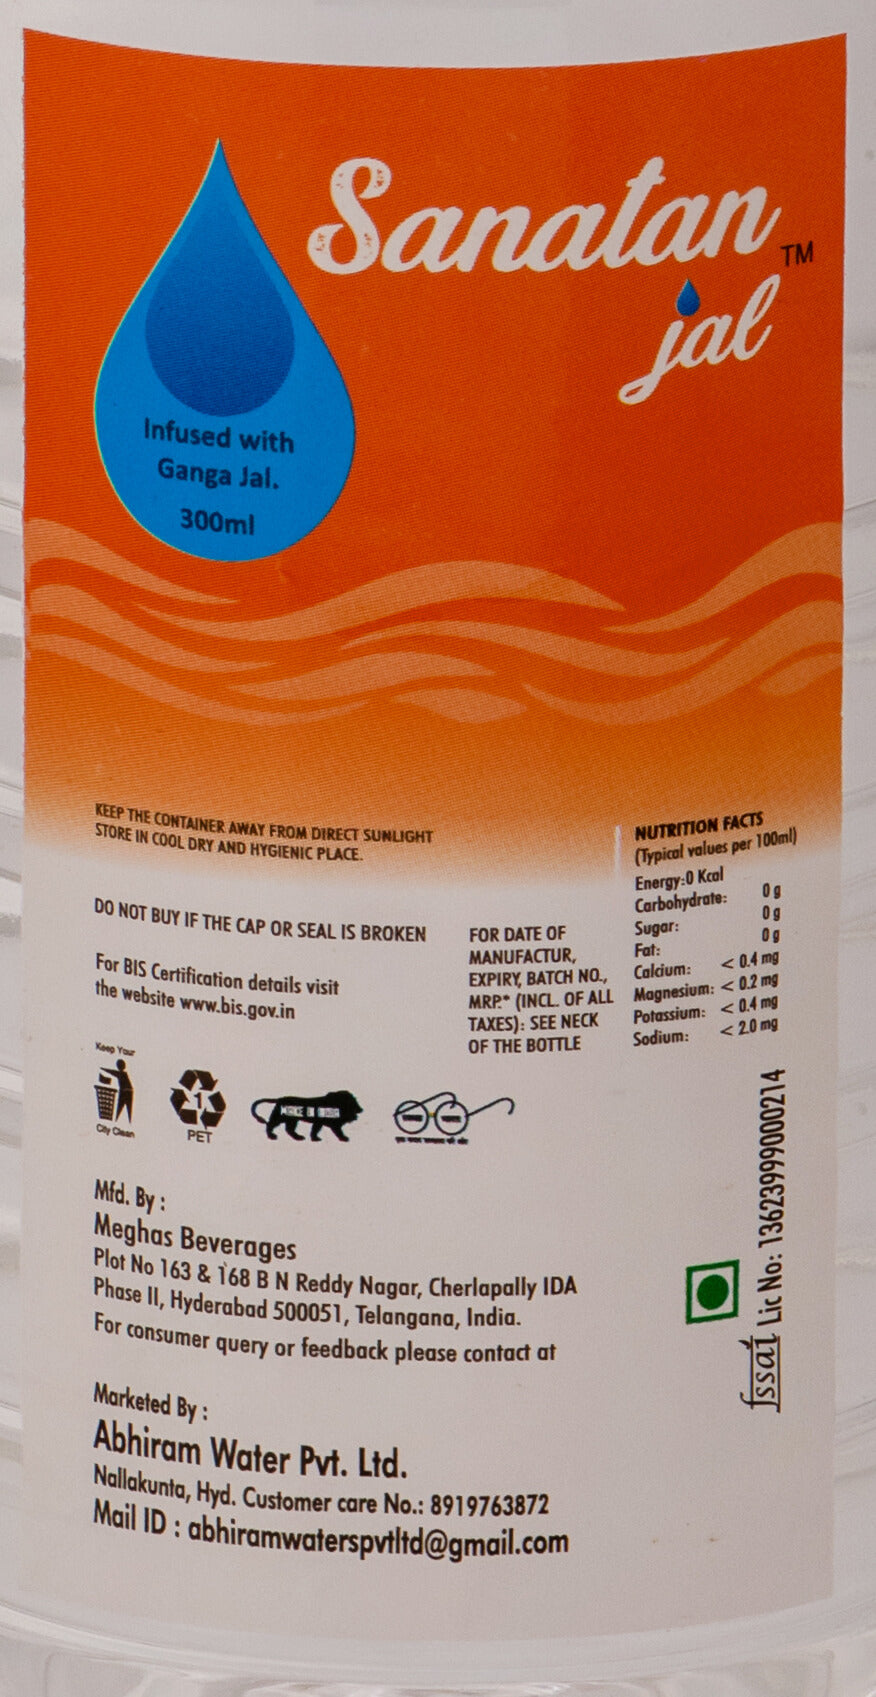 Sanatan
TM
jal
Infused with
Ganga Jal.
300ml
KEEP THE CONTAINER AWAY FROM DIRECT SUNLIGHT
STORE IN COOL DRY AND HYGIENIC PLACE.
DO NOT BUY IF THE CAP OR SEAL IS BROKEN
For BIS Certification details visit
the website www.bis.gov.in
FOR DATE OF
MANUFACTUR,
EXPIRY, BATCH NO.,
MRP.* (INCL. OF ALL
TAXES): SEE NECK
OF THE BOTTLE
NUTRITION FACTS
(Typical values per 100ml)
Energy:0 Kcal
Carbohydrate: 0 g
Sugar: 0 g
Fat: 0 g
Calcium: < 0.4 mg
Magnesium: < 0.2 mg
Potassium: < 0.4 mg
Sodium: < 2.0 mg
Keep Your
City Clean
1
PET
Mfd. By :
Meghas Beverages
Plot No 163 & 168 B N Reddy Nagar, Cherlapally IDA
Phase II, Hyderabad 500051, Telangana, India.
For consumer query or feedback please contact at
fssai Lic No: 13623999000214
Marketed By :
Abhiram Water Pvt. Ltd.
Nallakunta, Hyd. Customer care No.: 8919763872
Mail ID : abhiramwaterspvtltd@gmail.com